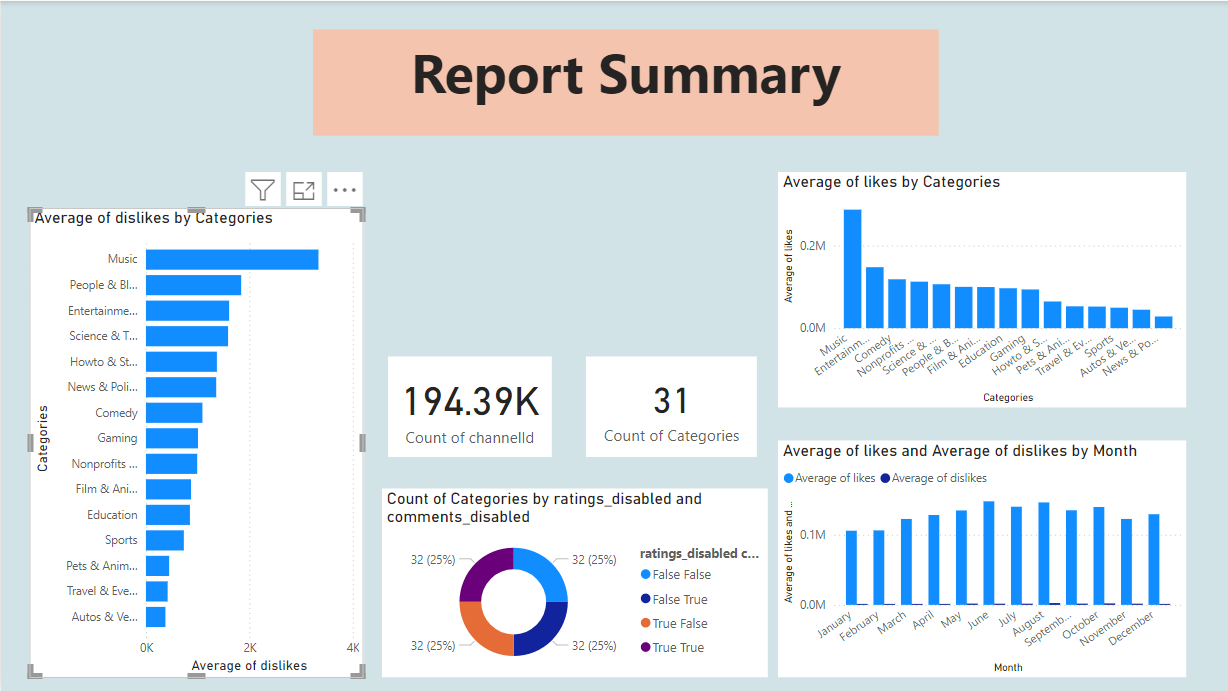 Report Summary
Average of dislikes by Categories
Categories
Music
People & Bl...
Entertainme...
Science & T...
Howto & St...
News & Poli...
Comedy
Gaming
Nonprofits ...
Film & Ani...
Education
Sports
Pets & Anim...
Travel & Eve...
Autos & Ve...
0K 2K 4K
Average of dislikes
194.39K
Count of channelId
31
Count of Categories
Count of Categories by ratings_disabled and
comments_disabled
32 (25%)
32 (25%)
32 (25%)
32 (25%)
ratings_disabled c...
False False
False True
True False
True True
Average of likes by Categories
Average of likes
0.2M
0.0M
Music
Entertainm...
Comedy
Nonprofits ...
Science & ...
People & B...
Film & Ani...
Education
Gaming
Howto & S...
Pets & Ani...
Travel & Ev...
Sports
Autos & Ve...
News & Po...
Categories
Average of likes and Average of dislikes by Month
Average of likes Average of dislikes
Average of likes and ...
0.1M
0.0M
January
February
March
April
May
June
July
August
Septemb...
October
November
December
Month